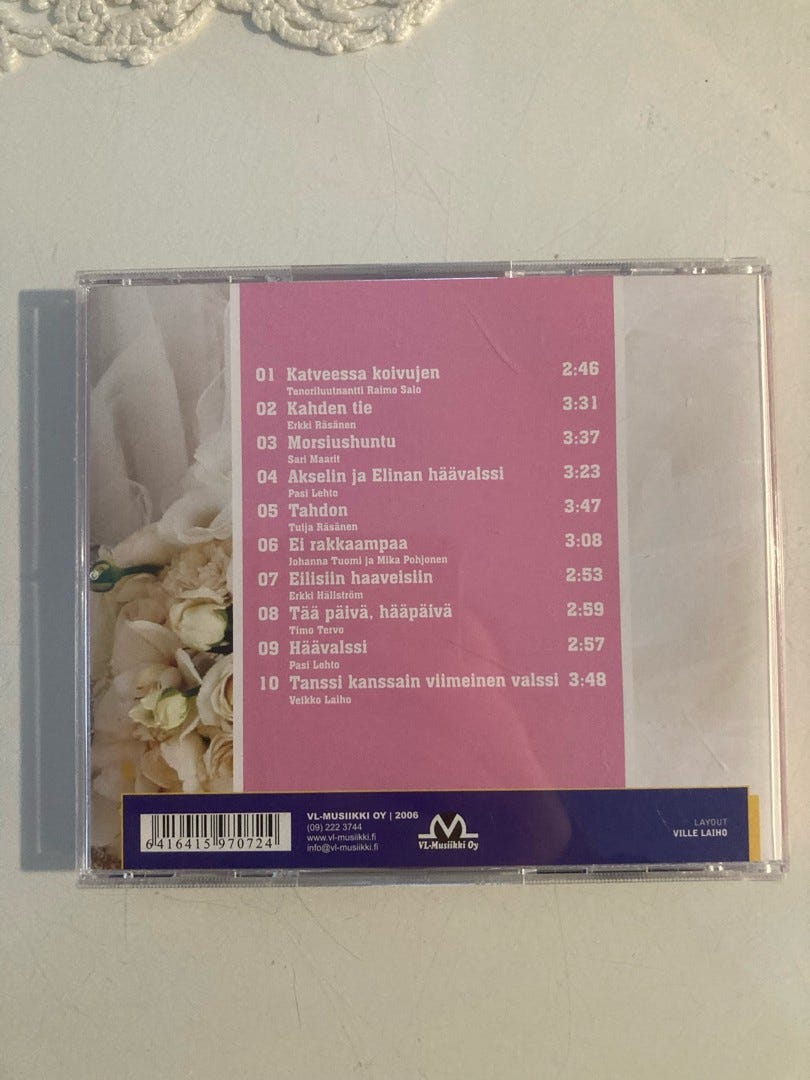 01 Katveessa koivujen 2:46
Tenoriluutnantti Raimo Salo
02 Kahden tie 3:31
Erkki Räsänen
03 Morsiushuntu 3:37
Sari Maarit
04 Akselin ja Elinan häävalssi 3:23
Pasi Lehto
05 Tahdon 3:47
Tuija Räsänen
06 Ei rakkaampaa 3:08
Johanna Tuomi ja Mika Pohjonen
07 Eilisiin haaveisiin 2:53
Erkki Hällström
08 Tää päivä, hääpäivä 2:59
Timo Tervo
09 Häävalssi 2:57
Pasi Lehto
10 Tanssi kanssain viimeinen valssi 3:48
Veikko Laiho
6 416415 970724
VL-MUSIIKKI OY | 2006
(09) 222 3744
www.vl-musiikki.fi
info@vl-musiikki.fi
VL-Musiikki Oy
LAYOUT
VILLE LAIHO